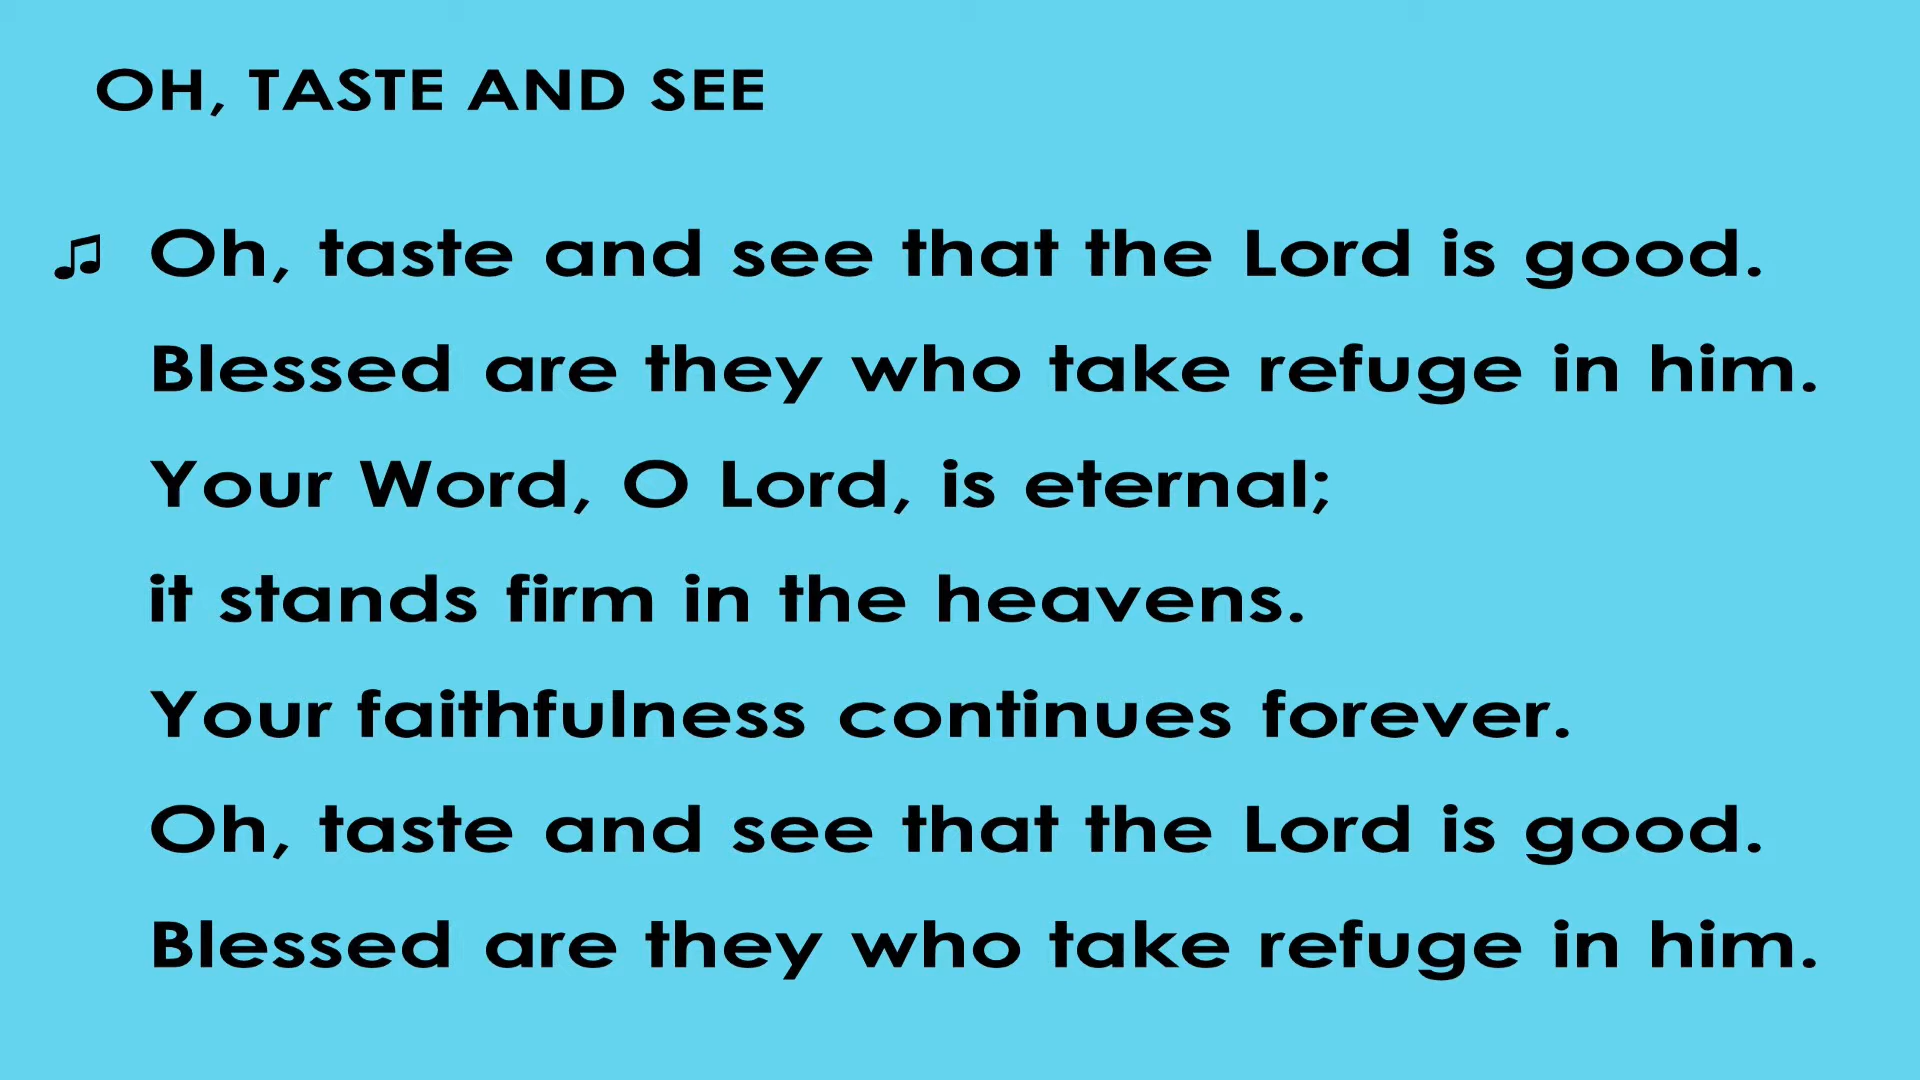 OH, TASTE AND SEE
♫ Oh, taste and see that the Lord is good.
Blessed are they who take refuge in him.
Your Word, O Lord, is eternal;
it stands firm in the heavens.
Your faithfulness continues forever.
Oh, taste and see that the Lord is good.
Blessed are they who take refuge in him.